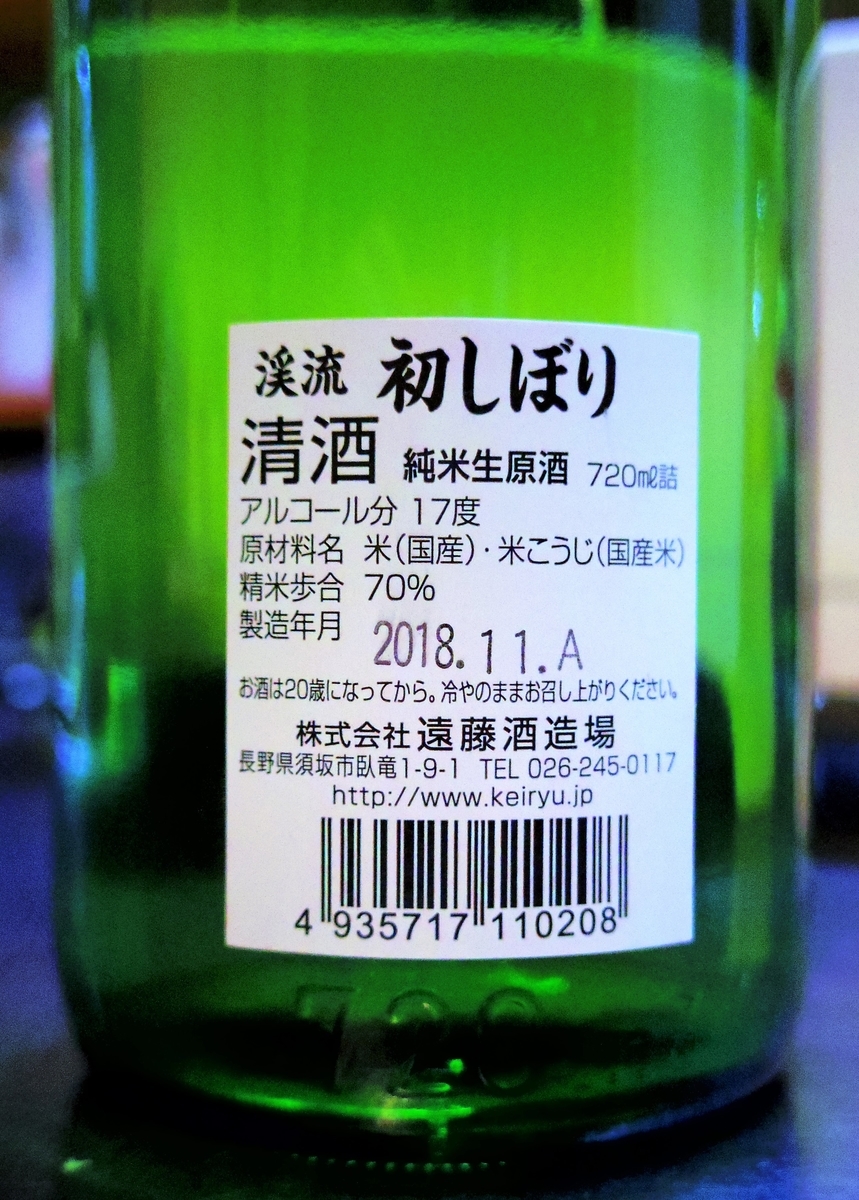 渓流 初しぼり
清酒 純米生原酒 720㎖詰
アルコール分 17度
原材料名 米(国産)・米こうじ(国産米)
精米歩合 70%
製造年月 2018.11.A
お酒は20歳になってから。冷やのままお召し上がりください。
株式会社 遠藤酒造場
長野県須坂市臥竜1-9-1 TEL 026-245-0117
http://www.keiryu.jp
4 935717 110208
720